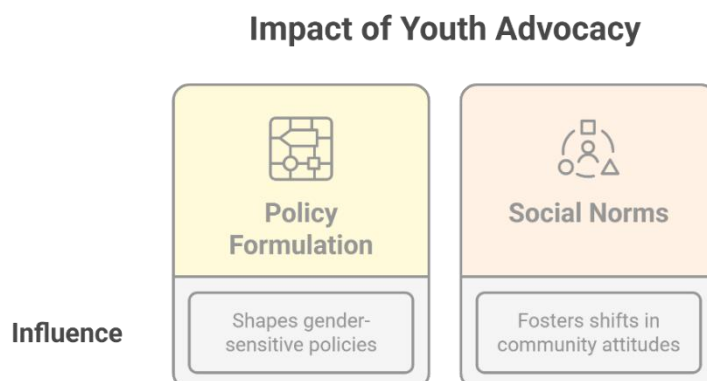 Impact of Youth Advocacy
Policy
Formulation
Social Norms
Influence
Shapes gender-
sensitive policies
Fosters shifts in
community attitudes